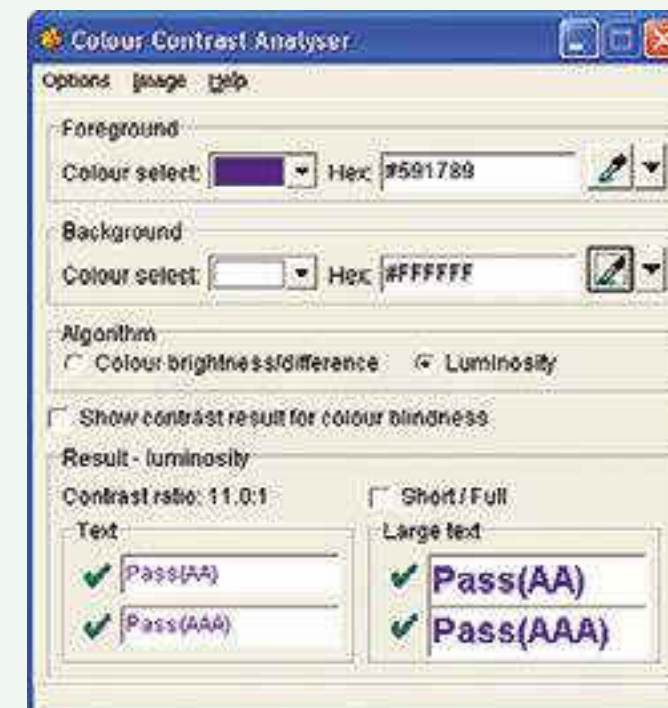 Colour Contrast Analyser
Options Image Help
Foreground
Colour select: Hex: #591789
Background
Colour select: Hex: #FFFFFF
Algorithm
Colour brightness/difference Luminosity
Show contrast result for colour blindness
Result - luminosity
Contrast ratio: 11.0:1 Short / Full
Text Large text
Pass(AA) Pass(AA)
Pass(AAA) Pass(AAA)